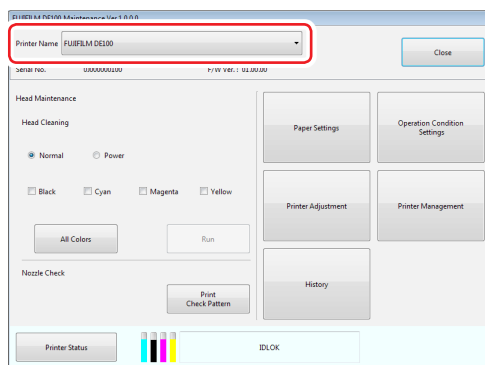 FUJIFILM DE100 Maintenance Ver.1.0.0.0
Printer Name FUJIFILM DE100
Close
Serial No. 0J000000100 F/W Ver.: 01.00.00
Head Maintenance
Head Cleaning
Normal Power
Black Cyan Magenta Yellow
All Colors Run
Nozzle Check
Print
Check Pattern
Paper Settings
Operation Condition
Settings
Printer Adjustment
Printer Management
History
Printer Status
IDLOK